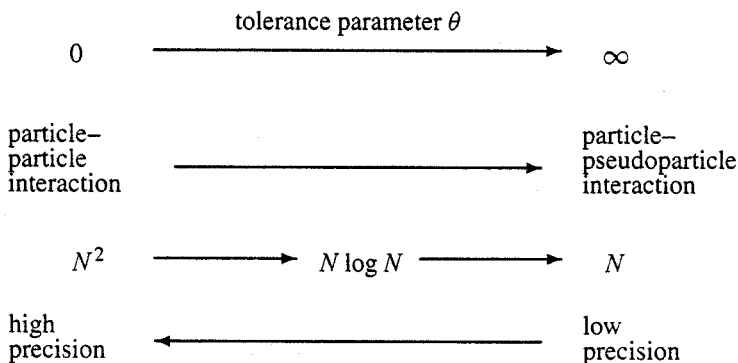 tolerance parameter θ
0 ∞
particle–
particle
interaction
particle–
pseudoparticle
interaction
N² N log N N
high
precision
low
precision